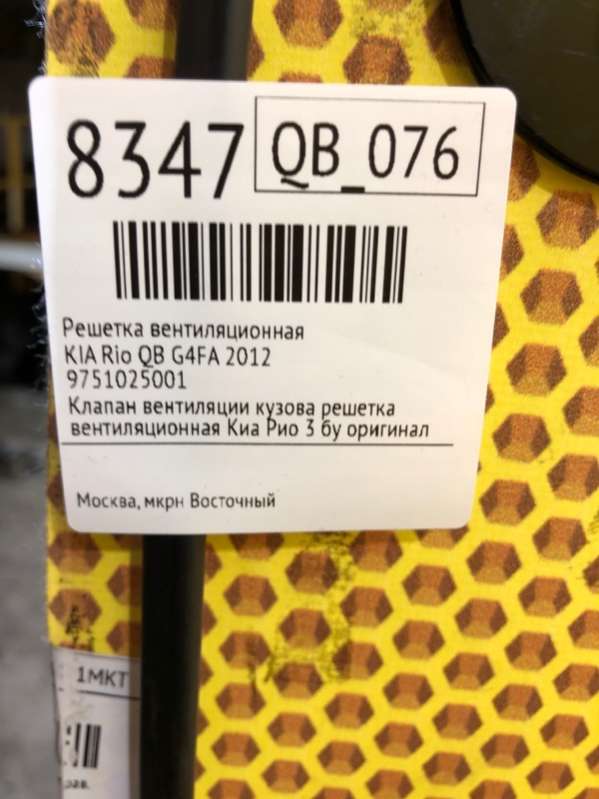 8347 QB_076
Решетка вентиляционная
KIA Rio QB G4FA 2012
9751025001
Клапан вентиляции кузова решетка
вентиляционная Киа Рио 3 бу оригинал
Москва, мкрн Восточный
1МКТ